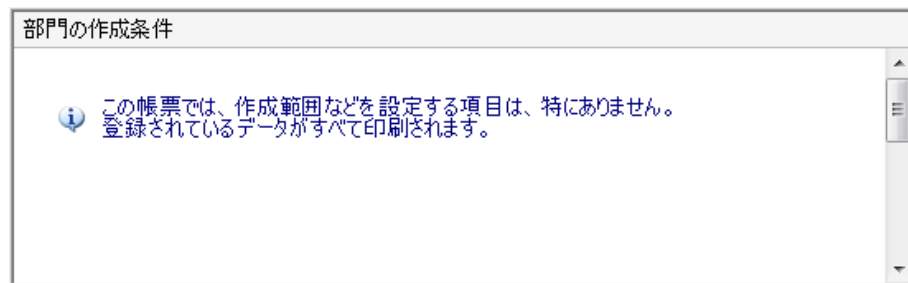 部門の作成条件
この帳票では、作成範囲などを設定する項目は、特にありません。
登録されているデータがすべて印刷されます。